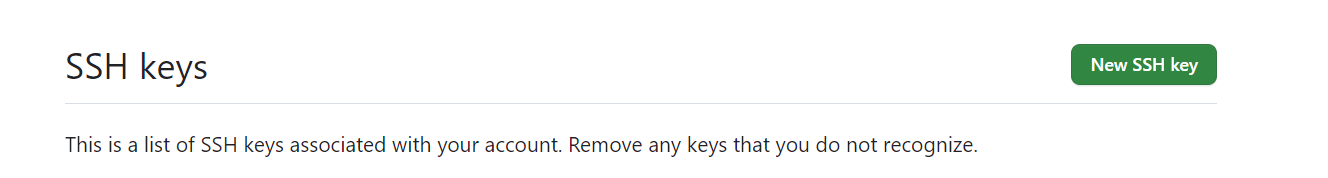 SSH keys
New SSH key
This is a list of SSH keys associated with your account. Remove any keys that you do not recognize.